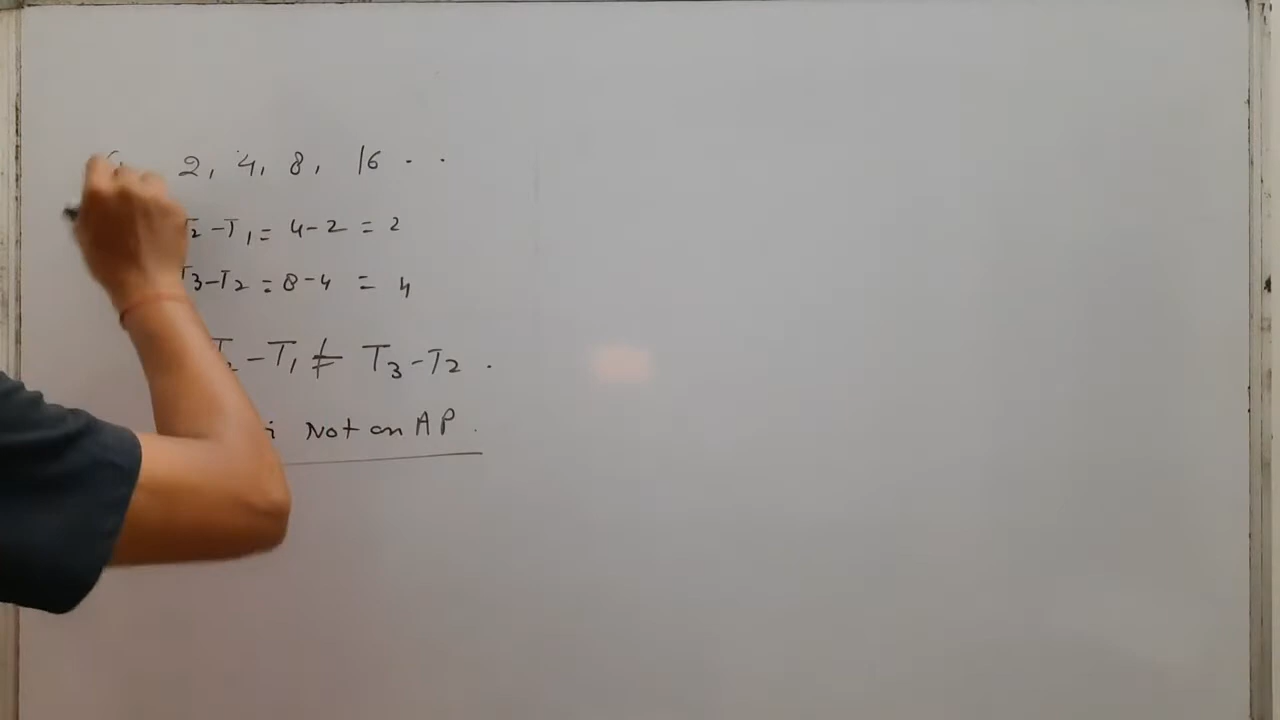 2, 4, 8, 16 . .
T2 - T1 = 4 - 2 = 2
T3 - T2 = 8 - 4 = 4
T2 - T1 ≠ T3 - T2 .
Not an AP .